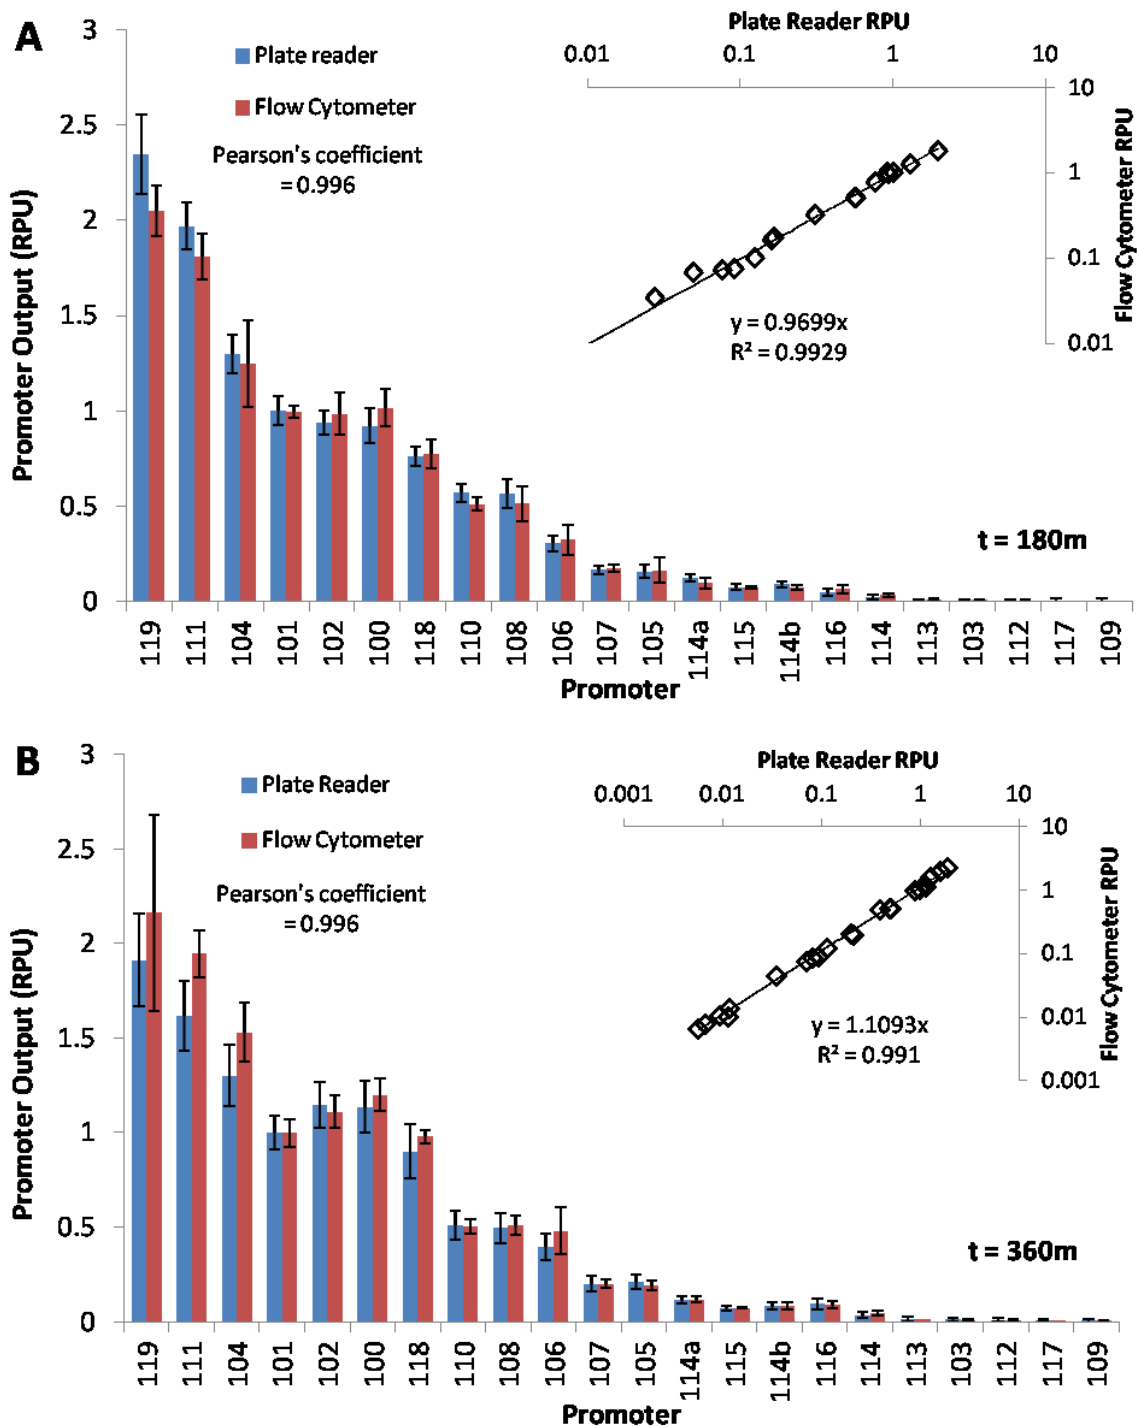 A
3
2.5
2
1.5
1
0.5
0
Promoter Output (RPU)
Plate reader
Flow Cytometer
Pearson's coefficient
= 0.996
Plate Reader RPU
0.01 0.1 1 10
10
1
0.1
0.01
Flow Cytometer RPU
y = 0.9699x
R² = 0.9929
t = 180m
119 111 104 101 102 100 118 110 108 106 107 105 114a 115 114b 116 114 113 103 112 117 109
Promoter
B
3
2.5
2
1.5
1
0.5
0
Promoter Output (RPU)
Plate Reader
Flow Cytometer
Pearson's coefficient
= 0.996
Plate Reader RPU
0.001 0.01 0.1 1 10
10
1
0.1
0.01
0.001
Flow Cytometer RPU
y = 1.1093x
R² = 0.991
t = 360m
119 111 104 101 102 100 118 110 108 106 107 105 114a 115 114b 116 114 113 103 112 117 109
Promoter